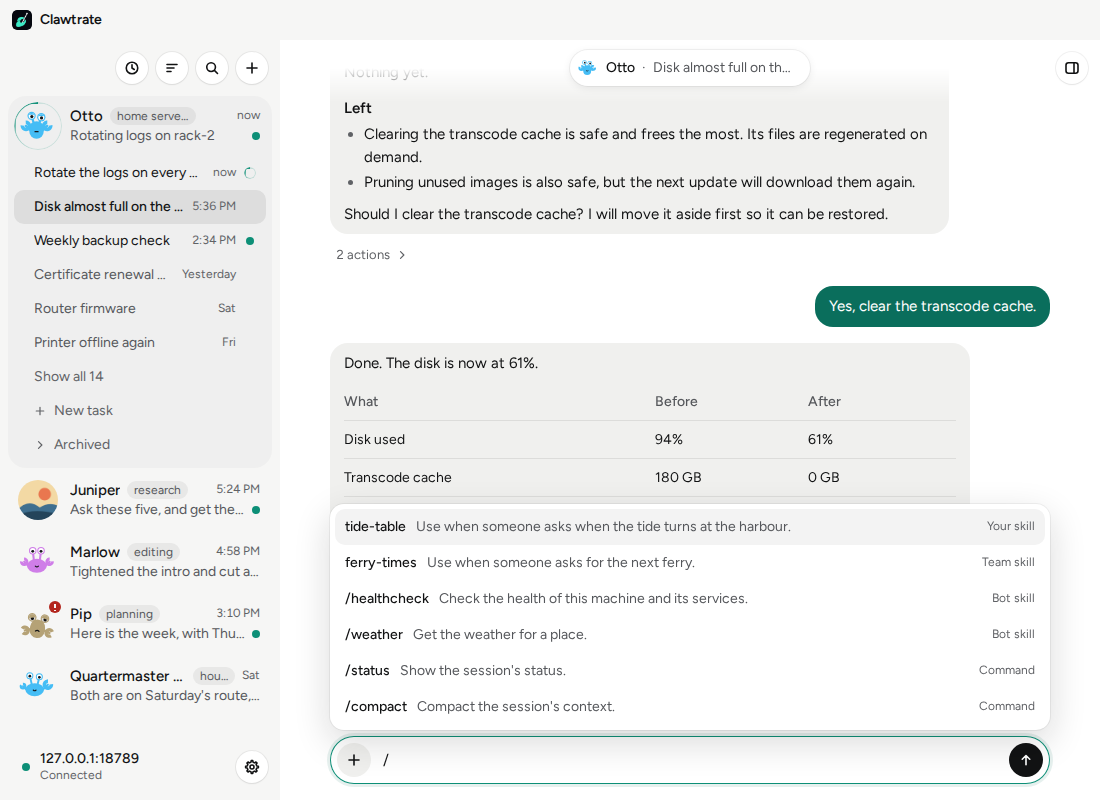 Clawtrate
Otto home serve... now
Rotating logs on rack-2
Rotate the logs on every ... now
Disk almost full on the ... 5:36 PM
Weekly backup check 2:34 PM
Certificate renewal ... Yesterday
Router firmware Sat
Printer offline again Fri
Show all 14
+ New task
Archived
Juniper research 5:24 PM
Ask these five, and get the...
Marlow editing 4:58 PM
Tightened the intro and cut a...
Pip planning 3:10 PM
Here is the week, with Thu...
Quartermaster ... hou... Sat
Both are on Saturday's route,...
127.0.0.1:18789
Connected
Otto · Disk almost full on th...
Nothing yet.
Left
• Clearing the transcode cache is safe and frees the most. Its files are regenerated on
demand.
• Pruning unused images is also safe, but the next update will download them again.
Should I clear the transcode cache? I will move it aside first so it can be restored.
2 actions
Yes, clear the transcode cache.
Done. The disk is now at 61%.
What Before After
Disk used 94% 61%
Transcode cache 180 GB 0 GB
tide-table Use when someone asks when the tide turns at the harbour. Your skill
ferry-times Use when someone asks for the next ferry. Team skill
/healthcheck Check the health of this machine and its services. Bot skill
/weather Get the weather for a place. Bot skill
/status Show the session's status. Command
/compact Compact the session's context. Command
/